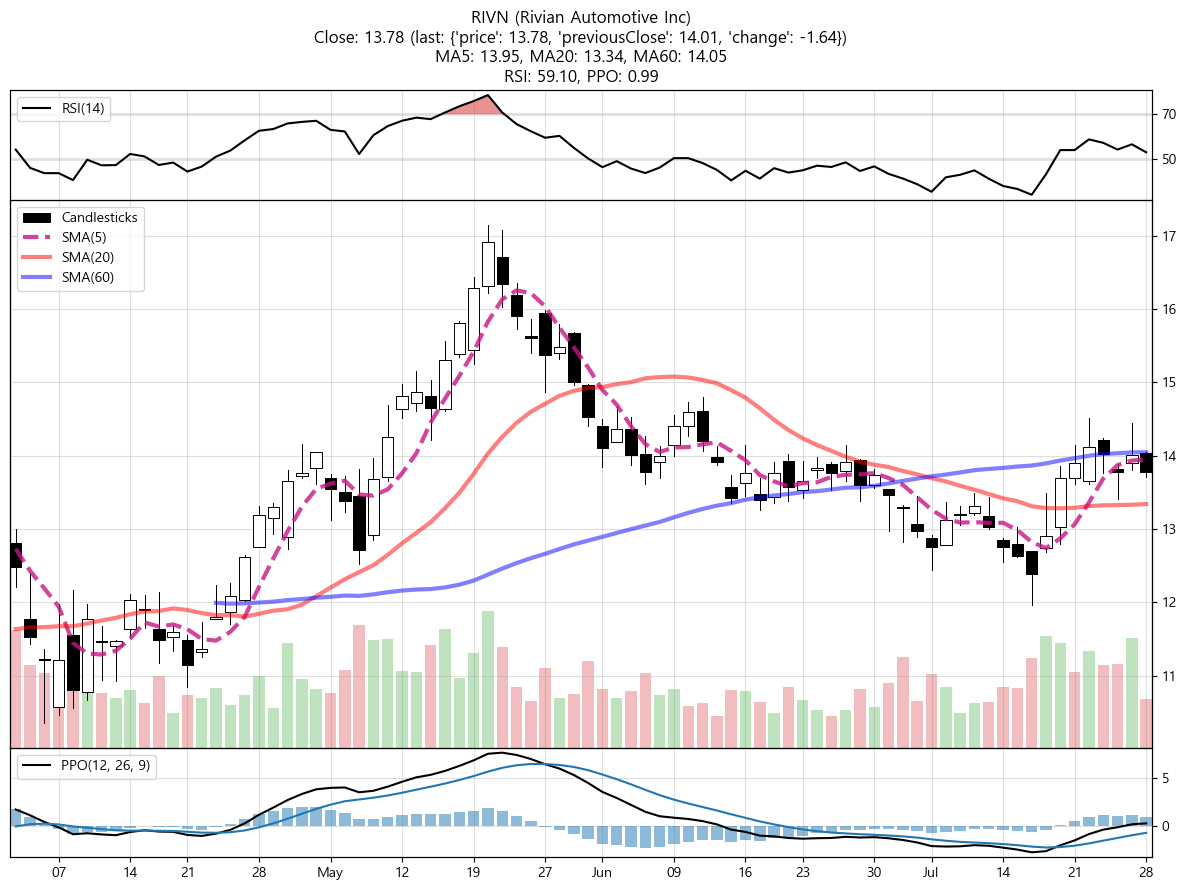 RIVN (Rivian Automotive Inc)
Close: 13.78 (last: {'price': 13.78, 'previousClose': 14.01, 'change': -1.64})
MA5: 13.95, MA20: 13.34, MA60: 14.05
RSI: 59.10, PPO: 0.99
RSI(14)
70
50
Candlesticks
SMA(5)
SMA(20)
SMA(60)
17
16
15
14
13
12
11
PPO(12, 26, 9)
5
0
07 14 21 28 May 12 19 27 Jun 09 16 23 30 Jul 14 21 28